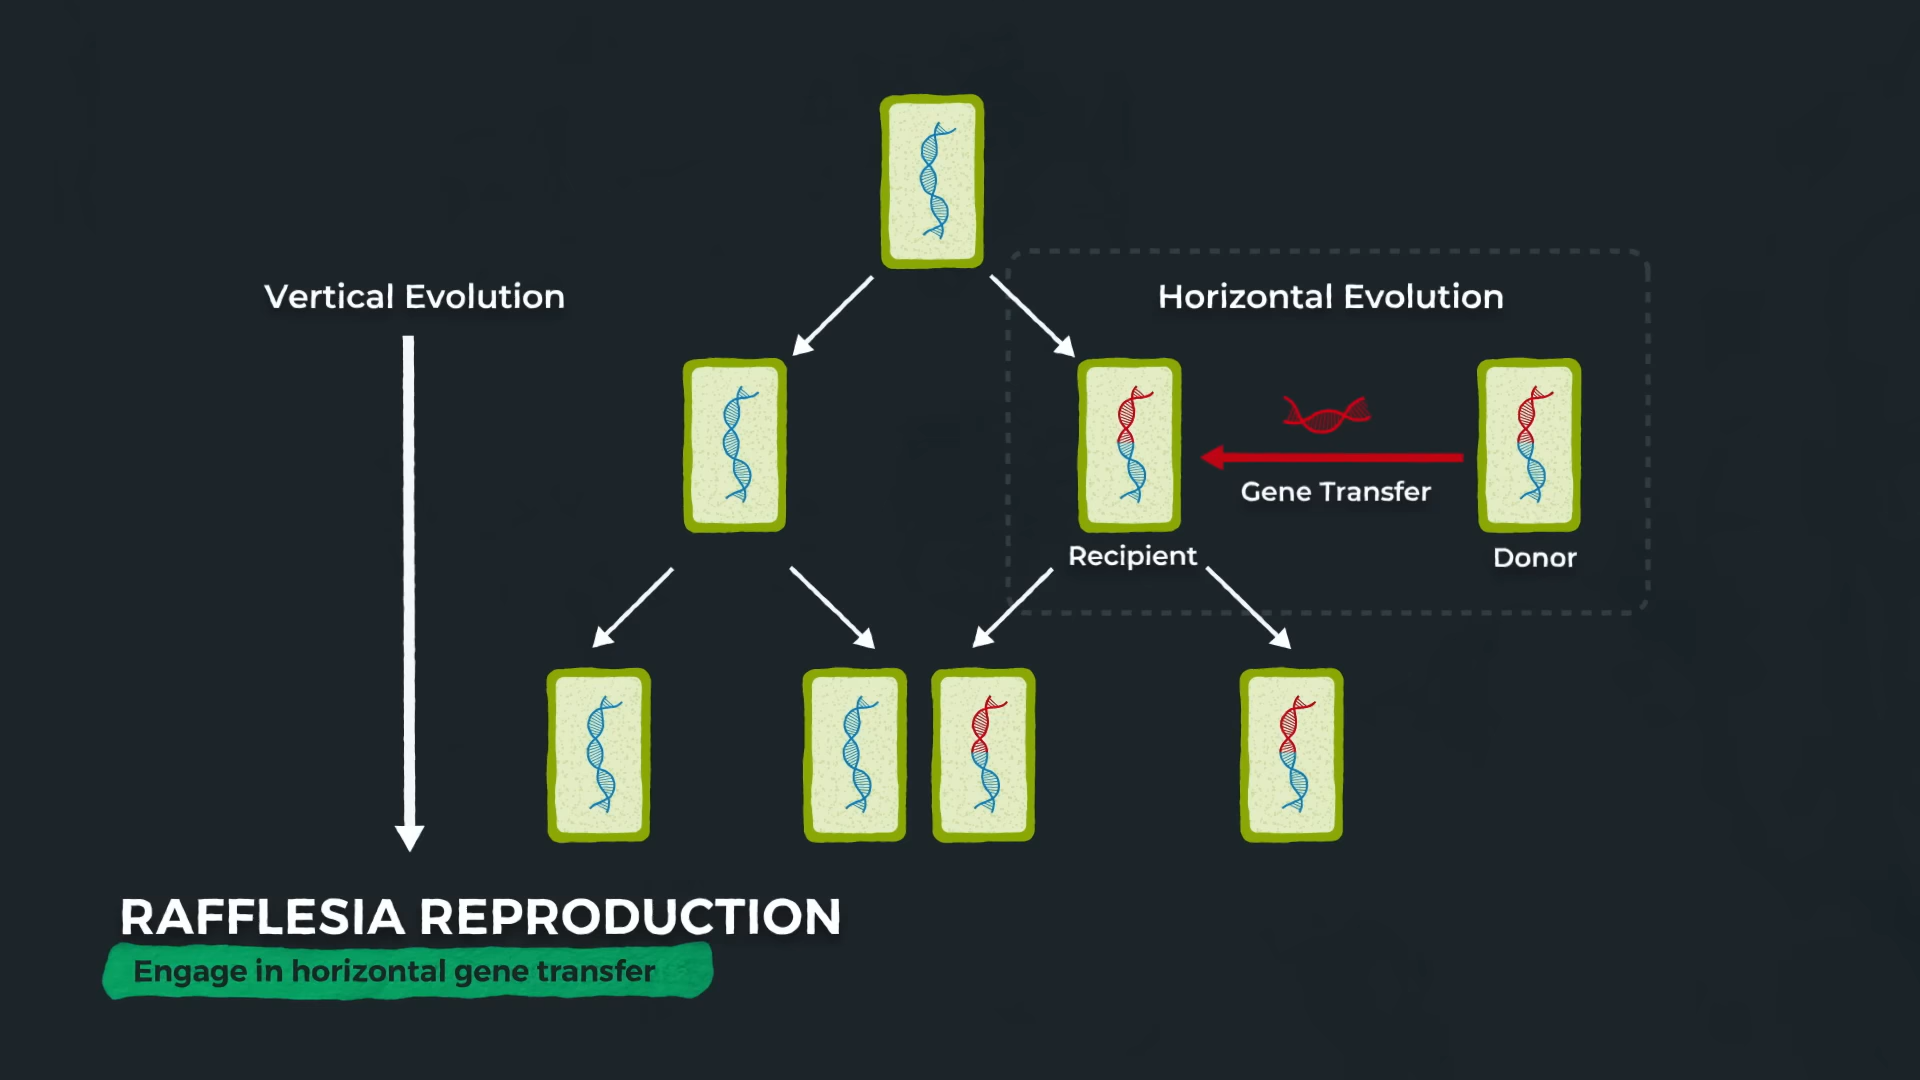 Vertical Evolution
Horizontal Evolution
Gene Transfer
Recipient
Donor
RAFFLESIA REPRODUCTION
Engage in horizontal gene transfer